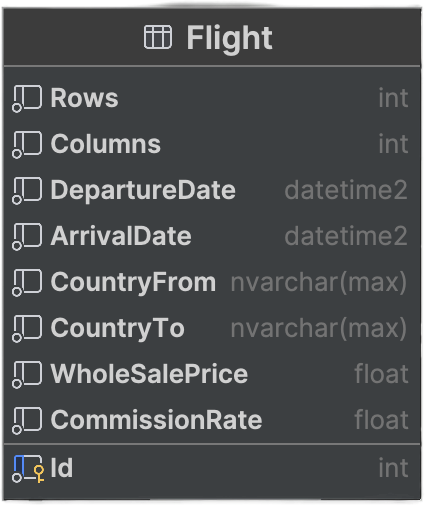 Flight
Rows int
Columns int
DepartureDate datetime2
ArrivalDate datetime2
CountryFrom nvarchar(max)
CountryTo nvarchar(max)
WholeSalePrice float
CommissionRate float
Id int